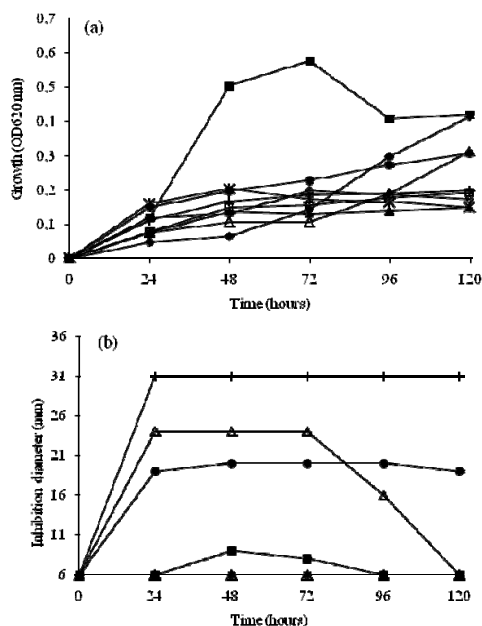 (a)
0.7
0.6
0.5
0.4
0.3
0.2
0.1
0
Growth (OD620nm)
0 24 48 72 96 120
Time (hours)
(b)
36
31
26
21
16
11
6
Inhibition diameter (mm)
0 24 48 72 96 120
Time (hours)